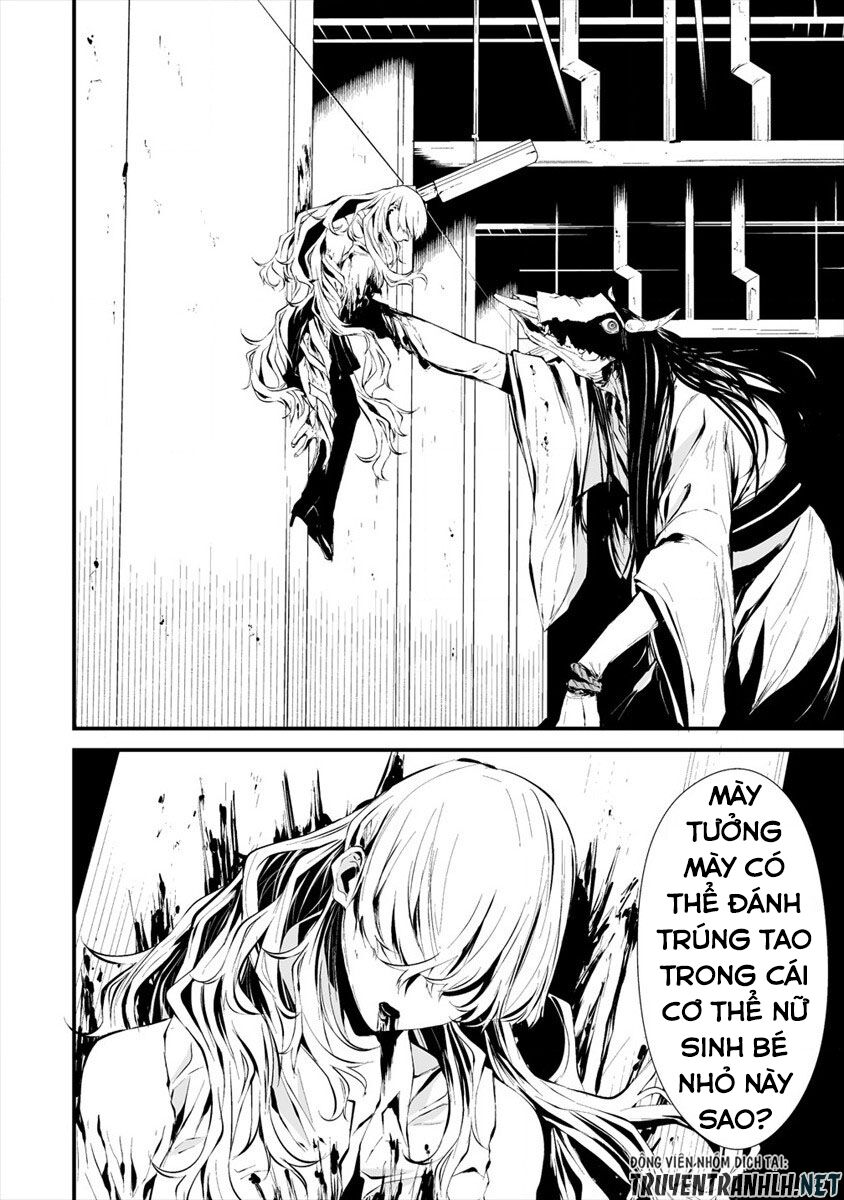 MÀY
TƯỞNG
MÀY CÓ
THỂ ĐÁNH
TRÚNG TAO
TRONG CÁI
CƠ THỂ NỮ
SINH BÉ
NHỎ NÀY
SAO?
ĐỘNG VIÊN NHÓM DỊCH TẠI:
TRUYENTRANHLH.NET